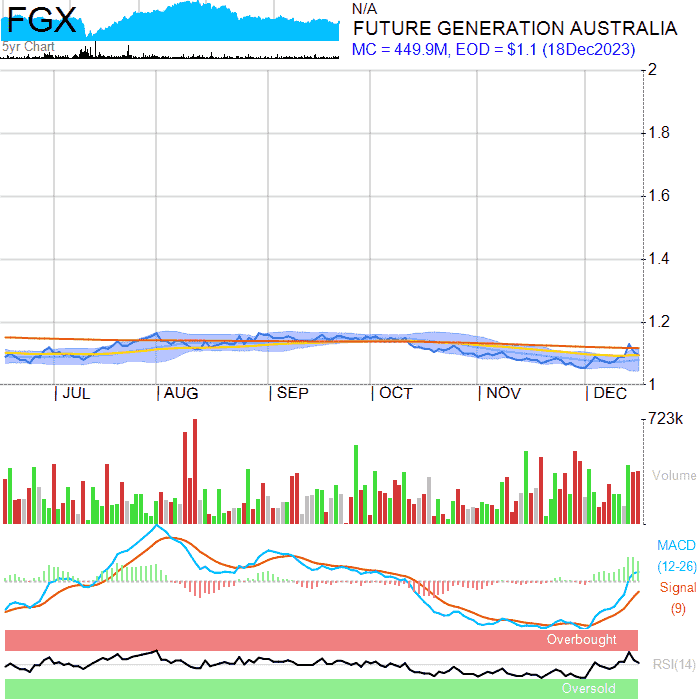 FGX
5yr Chart
N/A
FUTURE GENERATION AUSTRALIA
MC = 449.9M, EOD = $1.1 (18Dec2023)
2
1.8
1.6
1.4
1.2
1
JUL AUG SEP OCT NOV DEC
723k
Volume
MACD
(12-26)
Signal
(9)
Overbought
RSI(14)
Oversold